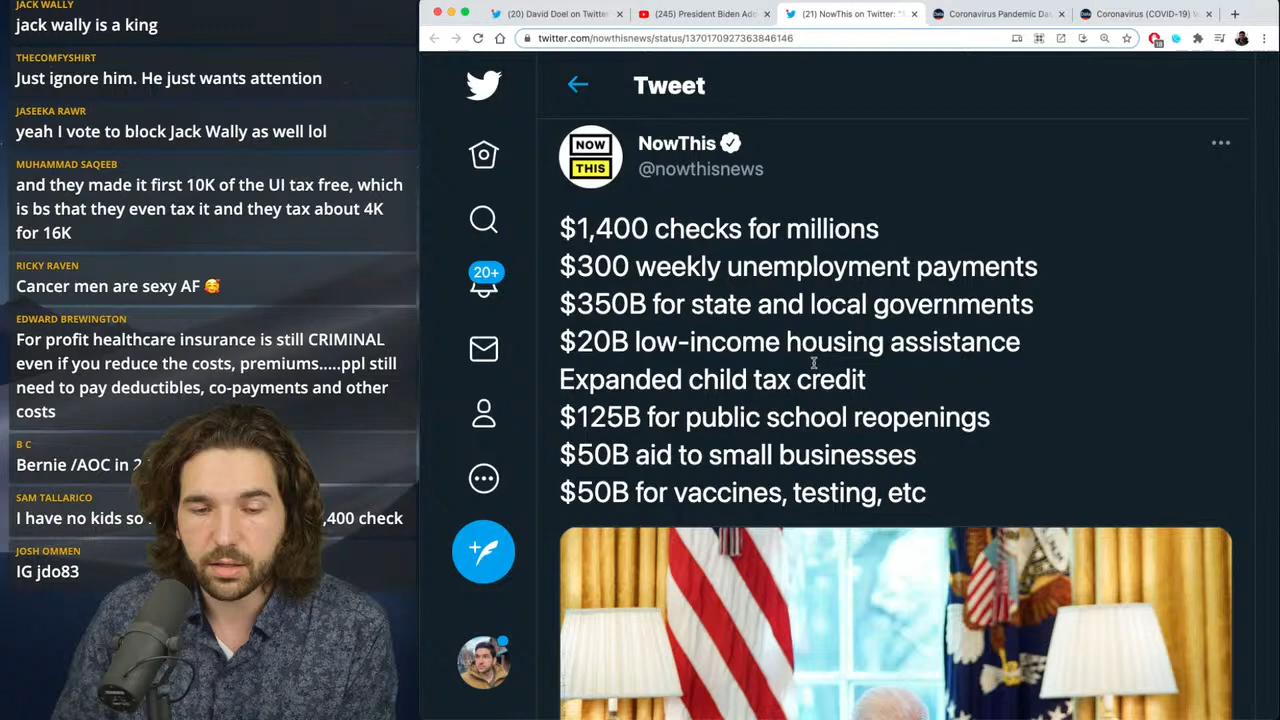 JACK WALLY
jack wally is a king
THECOMFYSHIRT
Just ignore him. He just wants attention
JASEEKA RAWR
yeah I vote to block Jack Wally as well lol
MUHAMMAD SAQEEB
and they made it first 10K of the UI tax free, which
is bs that they even tax it and they tax about 4K
for 16K
RICKY RAVEN
Cancer men are sexy AF 🥰
EDWARD BREWINGTON
For profit healthcare insurance is still CRIMINAL
even if you reduce the costs, premiums.....ppl still
need to pay deductibles, co-payments and other
costs
B C
Bernie /AOC in 2
SAM TALLARICO
I have no kids so ,400 check
JOSH OMMEN
IG jdo83
(20) David Doel on Twitter
(245) President Biden Ad
(21) NowThis on Twitter: "
Coronavirus Pandemic Da
Coronavirus (COVID-19) V
twitter.com/nowthisnews/status/1370170927363846146
18
Tweet
NOW
THIS
NowThis
@nowthisnews
20+
$1,400 checks for millions
$300 weekly unemployment payments
$350B for state and local governments
$20B low-income housing assistance
Expanded child tax credit
$125B for public school reopenings
$50B aid to small businesses
$50B for vaccines, testing, etc